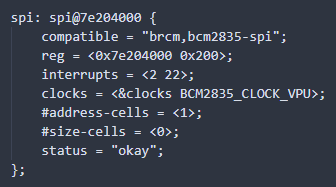 spi: spi@7e204000 {
    compatible = "brcm,bcm2835-spi";
    reg = <0x7e204000 0x200>;
    interrupts = <2 22>;
    clocks = <&clocks BCM2835_CLOCK_VPU>;
    #address-cells = <1>;
    #size-cells = <0>;
    status = "okay";
};